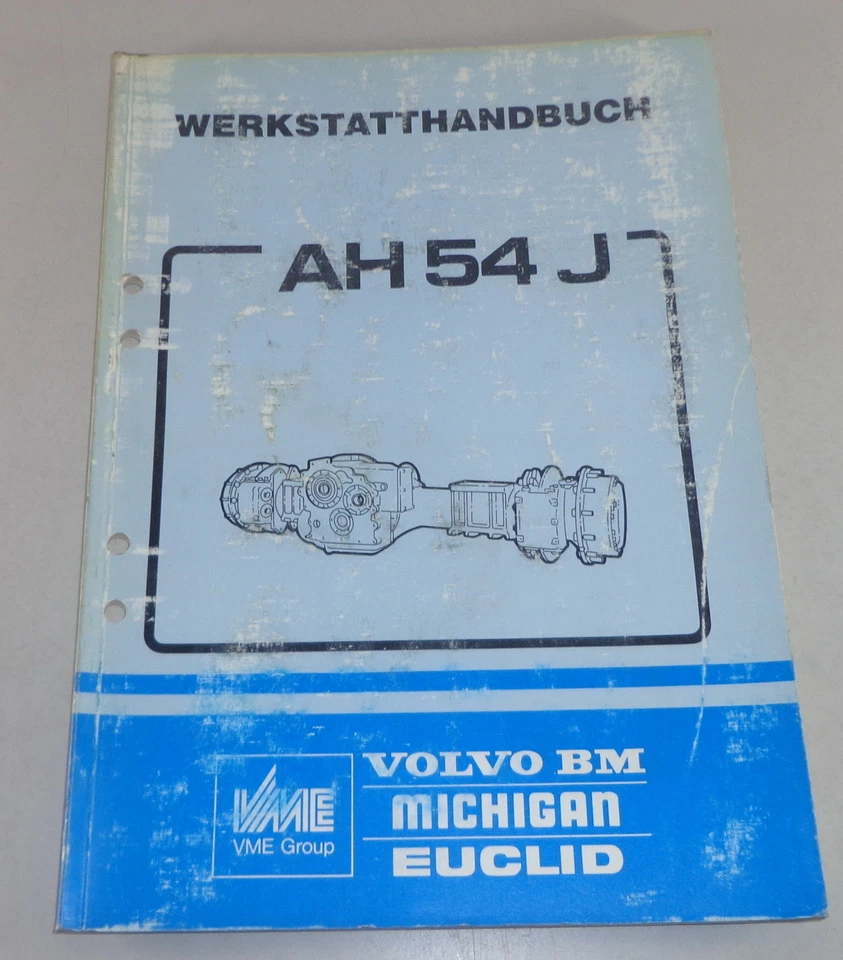 WERKSTATTHANDBUCH
AH 54 J
VME
VME Group
VOLVO BM
MICHIGAN
EUCLID